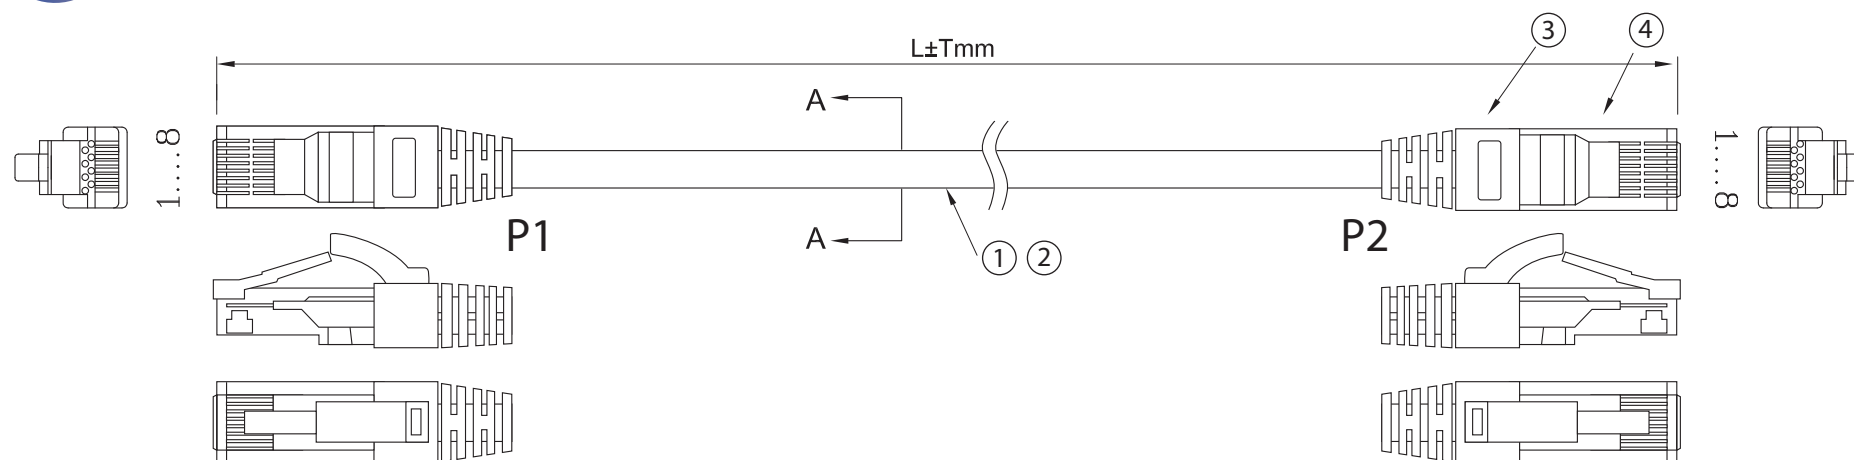 ③ ④
L±Tmm
A
1....8
1....8
P1
P2
A
① ②